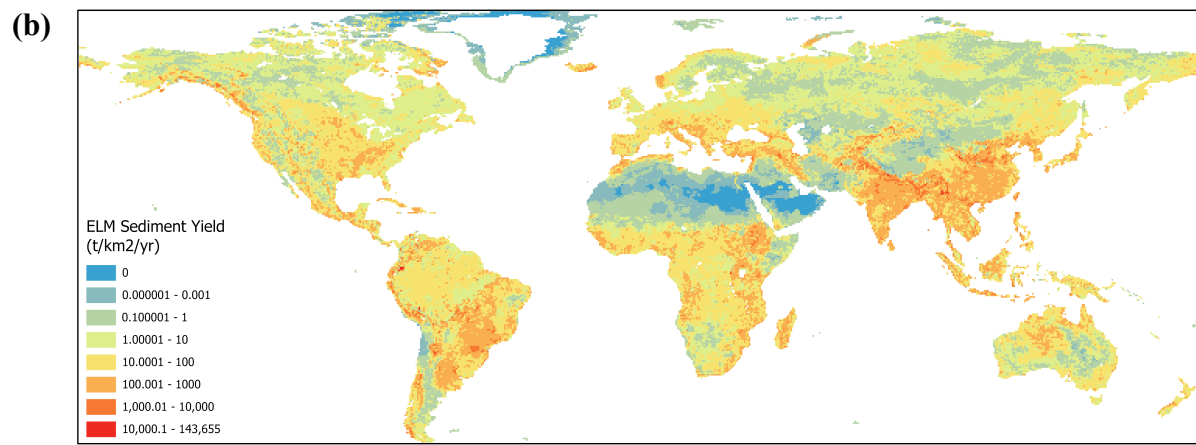 (b)
ELM Sediment Yield
(t/km2/yr)
0
0.000001 - 0.001
0.100001 - 1
1.00001 - 10
10.0001 - 100
100.001 - 1000
1,000.01 - 10,000
10,000.1 - 143,655